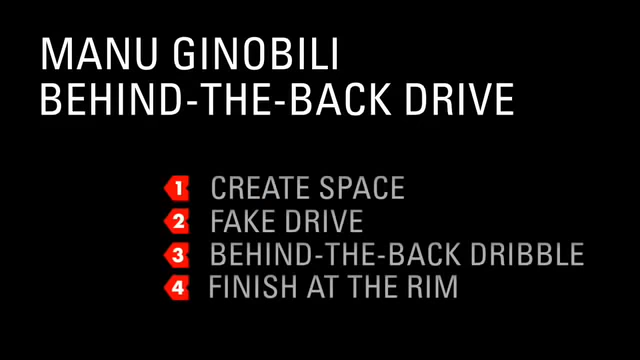 MANU GINOBILI
BEHIND-THE-BACK DRIVE
1 CREATE SPACE
2 FAKE DRIVE
3 BEHIND-THE-BACK DRIBBLE
4 FINISH AT THE RIM